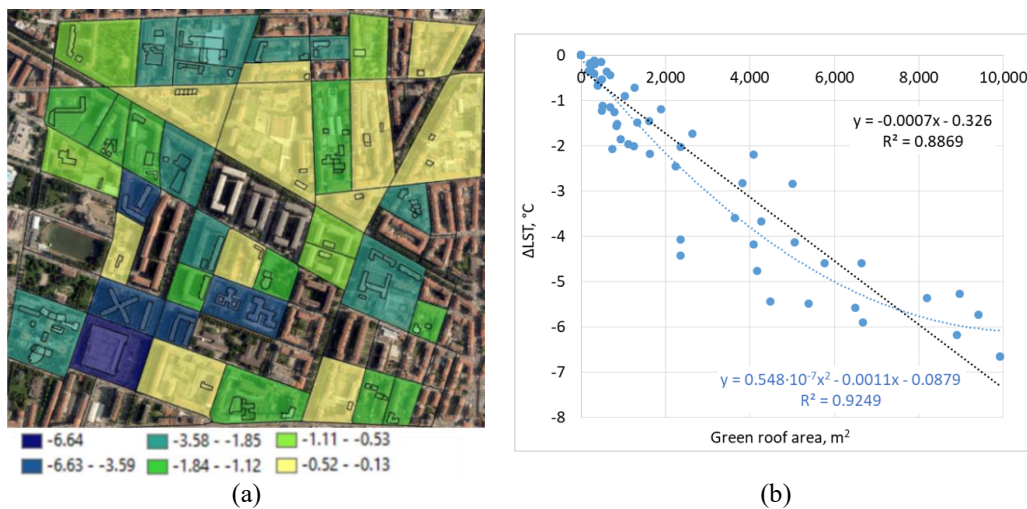 -6.64
-3.58 - -1.85
-1.11 - -0.53
-6.63 - -3.59
-1.84 - -1.12
-0.52 - -0.13
(a)
0
2,000
4,000
6,000
8,000
10,000
0
-1
-2
-3
-4
-5
-6
-7
-8
ΔLST, °C
y = -0.0007x - 0.326
R² = 0.8869
y = 0.548·10⁻⁷x² - 0.0011x - 0.0879
R² = 0.9249
Green roof area, m²
(b)